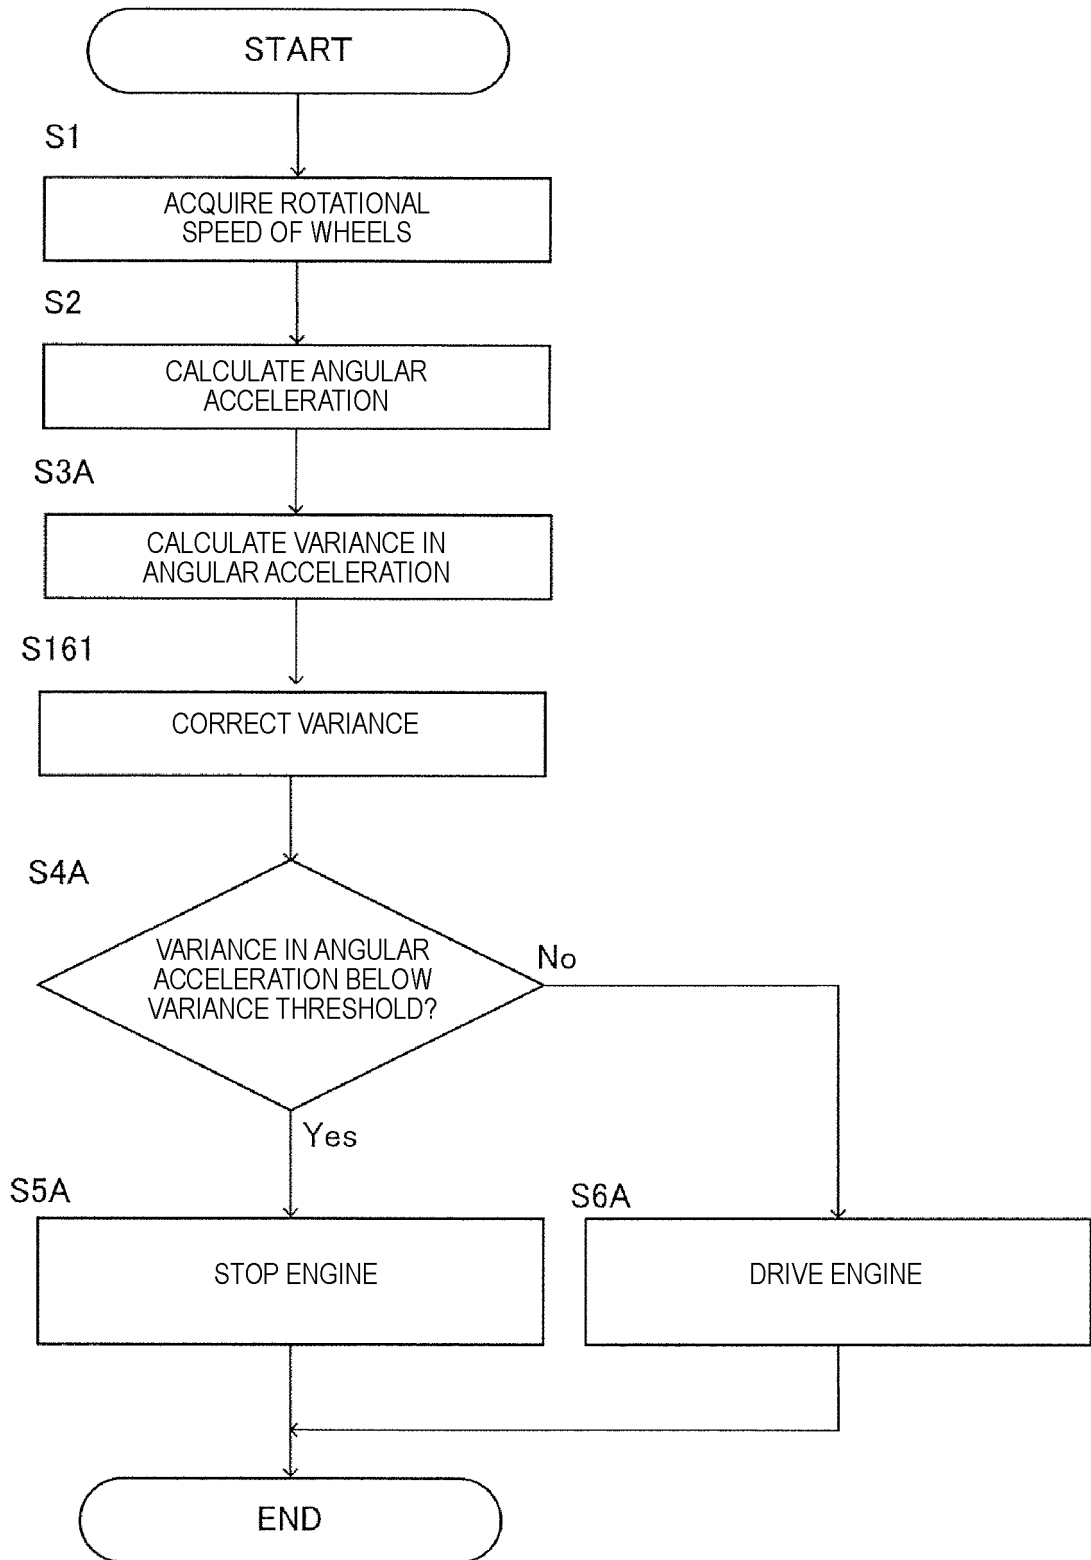 START
S1
ACQUIRE ROTATIONAL
SPEED OF WHEELS
S2
CALCULATE ANGULAR
ACCELERATION
S3A
CALCULATE VARIANCE IN
ANGULAR ACCELERATION
S161
CORRECT VARIANCE
S4A
VARIANCE IN ANGULAR
ACCELERATION BELOW
VARIANCE THRESHOLD?
No
Yes
S5A
STOP ENGINE
S6A
DRIVE ENGINE
END